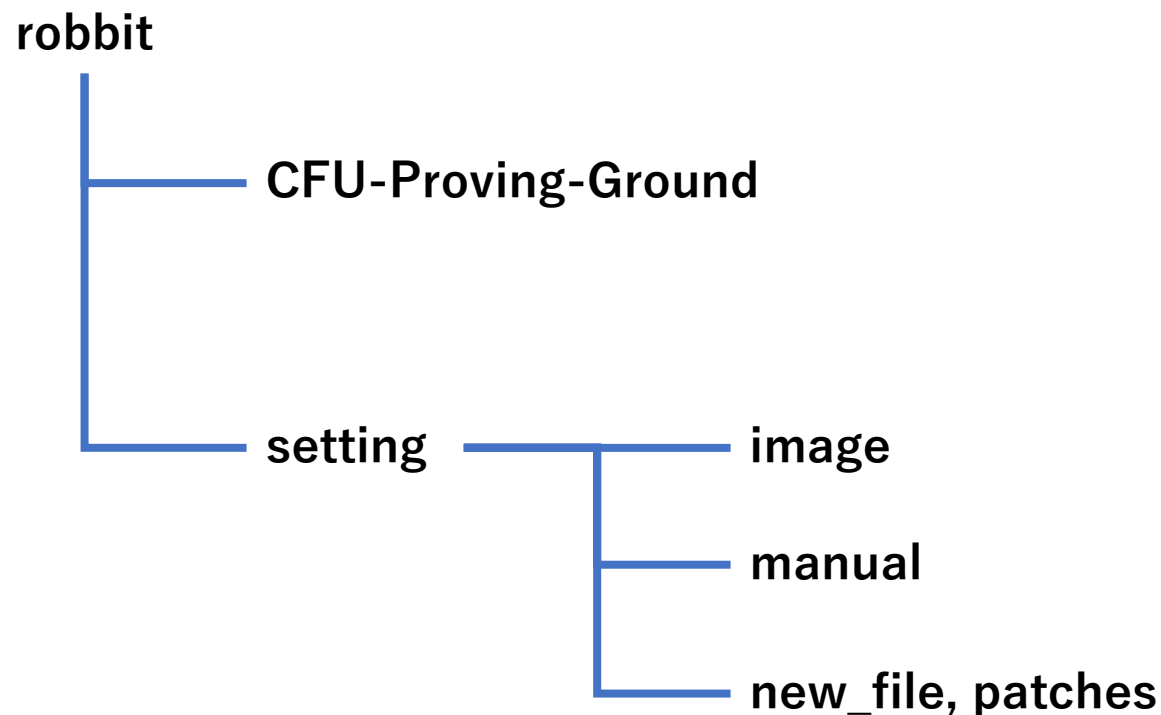 robbit
CFU-Proving-Ground
setting
image
manual
new_file, patches